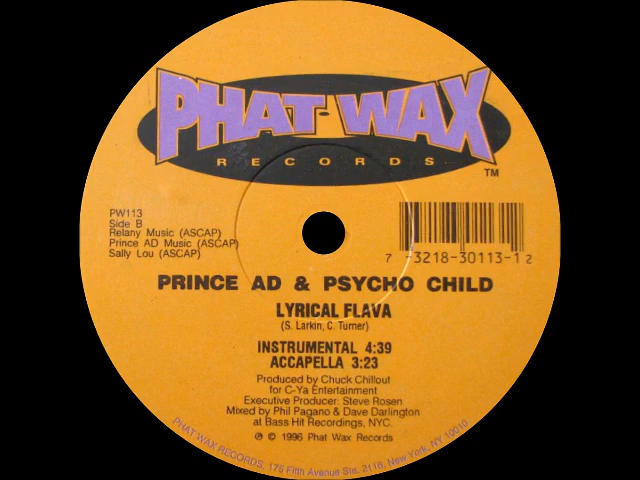 PHAT WAX
RECORDS
TM
PW113
Side B
Relany Music (ASCAP)
Prince AD Music (ASCAP)
Sally Lou (ASCAP)
7 -3218-30113-1 2
PRINCE AD & PSYCHO CHILD
LYRICAL FLAVA
(S. Larkin, C. Turner)
INSTRUMENTAL 4:39
ACCAPELLA 3:23
Produced by Chuck Chillout
for C-Ya Entertainment
Executive Producer: Steve Rosen
Mixed by Phil Pagano & Dave Darlington
at Bass Hit Recordings, NYC.
℗ © 1996 Phat Wax Records
PHAT WAX RECORDS, 175 Fifth Avenue Ste. 2116, New York, NY 10010